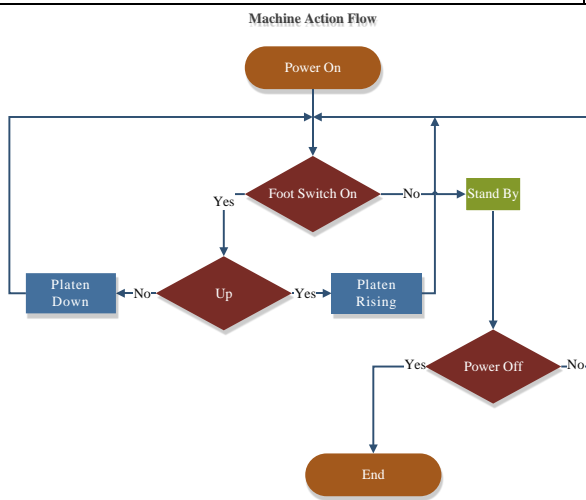 Machine Action Flow
Power On
Foot Switch On
No
Stand By
Yes
Platen
Down
No
Up
Yes
Platen
Rising
Yes
Power Off
No
End